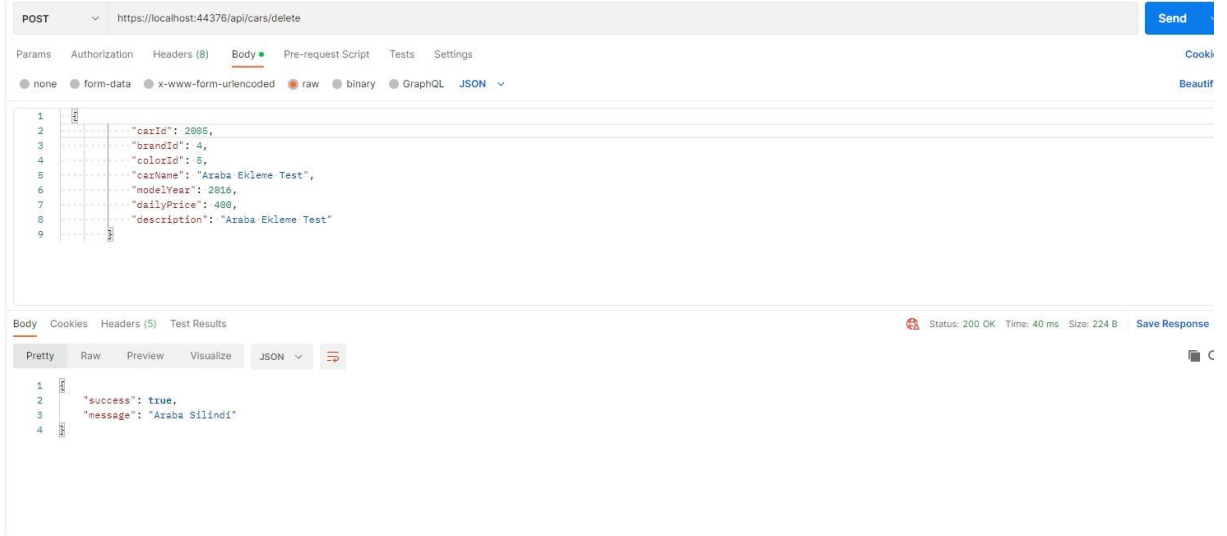 POST https://localhost:44376/api/cars/delete Send
Params Authorization Headers (8) Body Pre-request Script Tests Settings Cooki
none form-data x-www-form-urlencoded raw binary GraphQL JSON Beautif
1 {
2 "carId": 2006,
3 "brandId": 4,
4 "colorId": 5,
5 "carName": "Araba Ekleme Test",
6 "modelYear": 2016,
7 "dailyPrice": 400,
8 "description": "Araba Ekleme Test"
9 }
Body Cookies Headers (5) Test Results Status: 200 OK Time: 40 ms Size: 224 B Save Response
Pretty Raw Preview Visualize JSON
1 {
2 "success": true,
3 "message": "Araba Silindi"
4 }